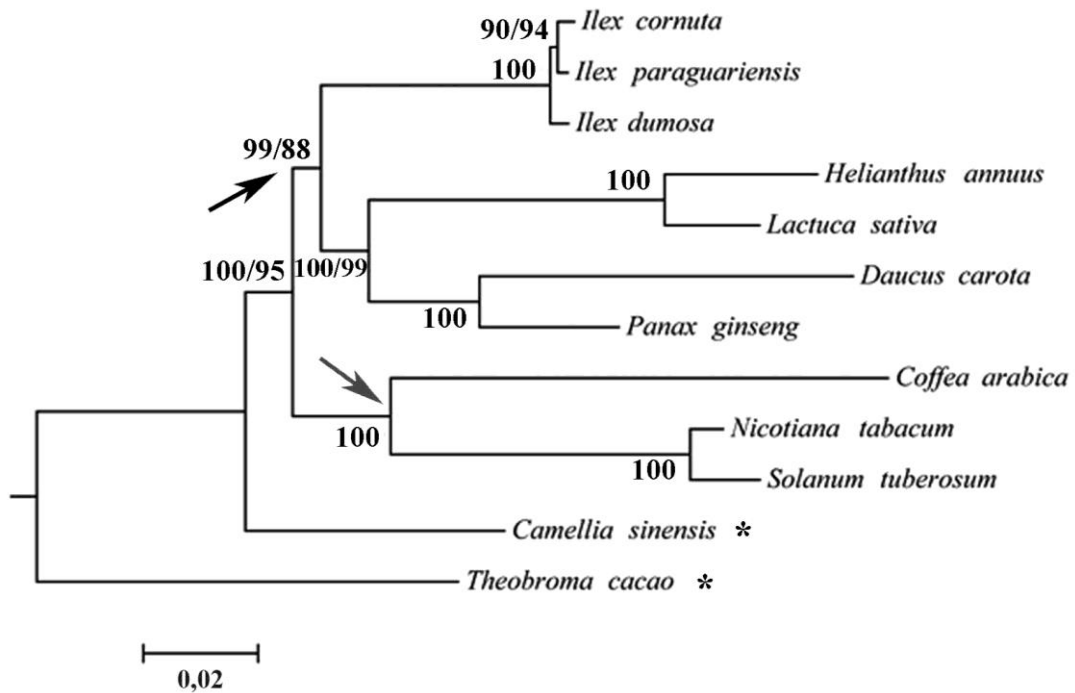 90/94
Ilex cornuta
100
Ilex paraguariensis
Ilex dumosa
99/88
100
Helianthus annuus
Lactuca sativa
100/95
100/99
Daucus carota
100
Panax ginseng
Coffea arabica
100
Nicotiana tabacum
100
Solanum tuberosum
Camellia sinensis *
Theobroma cacao *
0,02